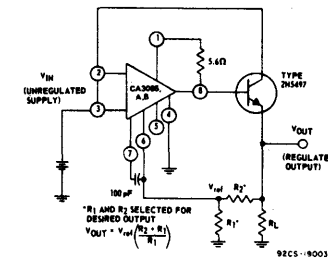 1
5.6Ω
TYPE
2N5497
VIN
(UNREGULATED
SUPPLY)
2
3
CA3085,
A,B
8
7
6
5
4
VOUT
(REGULATED
OUTPUT)
100 pF
Vref
R2*
R1*
RL
*R1 AND R2 SELECTED FOR
DESIRED OUTPUT
VOUT = Vref (R2 + R1 / R1)
92CS-19003